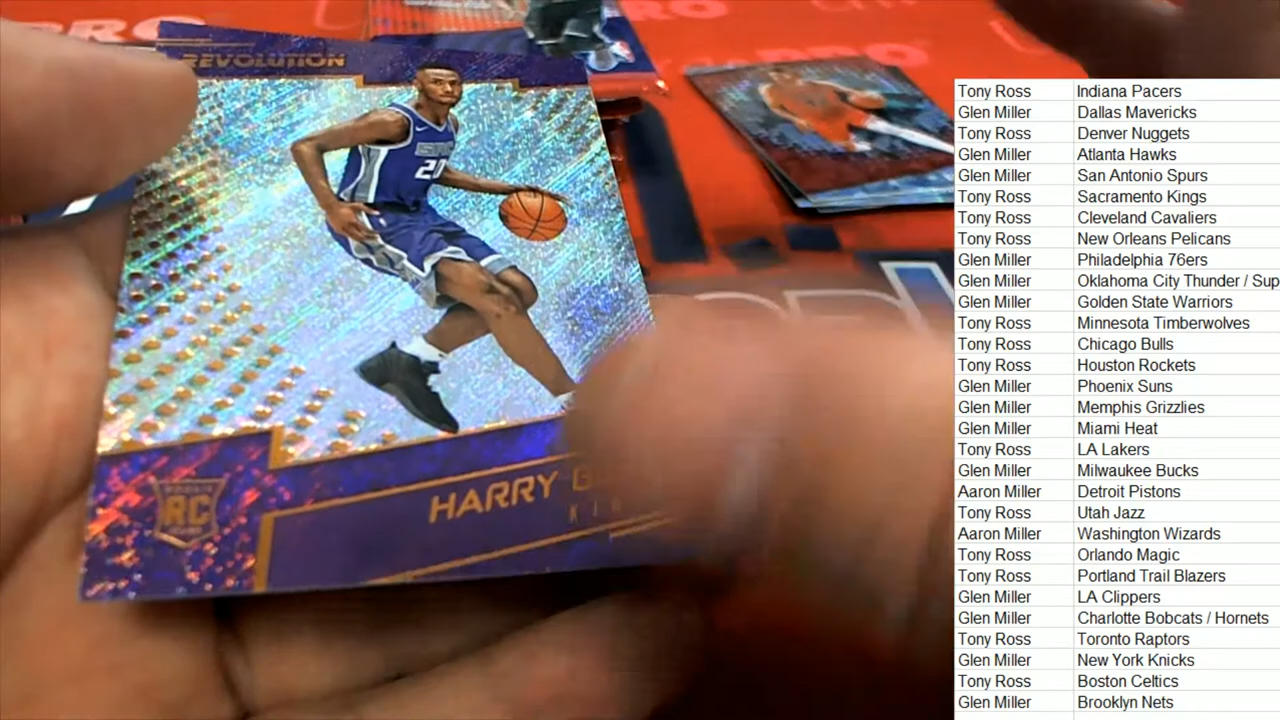 REVOLUTION
20
RC
HARRY
Tony Ross Indiana Pacers
Glen Miller Dallas Mavericks
Tony Ross Denver Nuggets
Glen Miller Atlanta Hawks
Glen Miller San Antonio Spurs
Tony Ross Sacramento Kings
Tony Ross Cleveland Cavaliers
Tony Ross New Orleans Pelicans
Glen Miller Philadelphia 76ers
Glen Miller Oklahoma City Thunder / Sup
Glen Miller Golden State Warriors
Tony Ross Minnesota Timberwolves
Tony Ross Chicago Bulls
Tony Ross Houston Rockets
Glen Miller Phoenix Suns
Glen Miller Memphis Grizzlies
Glen Miller Miami Heat
Tony Ross LA Lakers
Glen Miller Milwaukee Bucks
Aaron Miller Detroit Pistons
Tony Ross Utah Jazz
Aaron Miller Washington Wizards
Tony Ross Orlando Magic
Tony Ross Portland Trail Blazers
Glen Miller LA Clippers
Glen Miller Charlotte Bobcats / Hornets
Tony Ross Toronto Raptors
Glen Miller New York Knicks
Tony Ross Boston Celtics
Glen Miller Brooklyn Nets